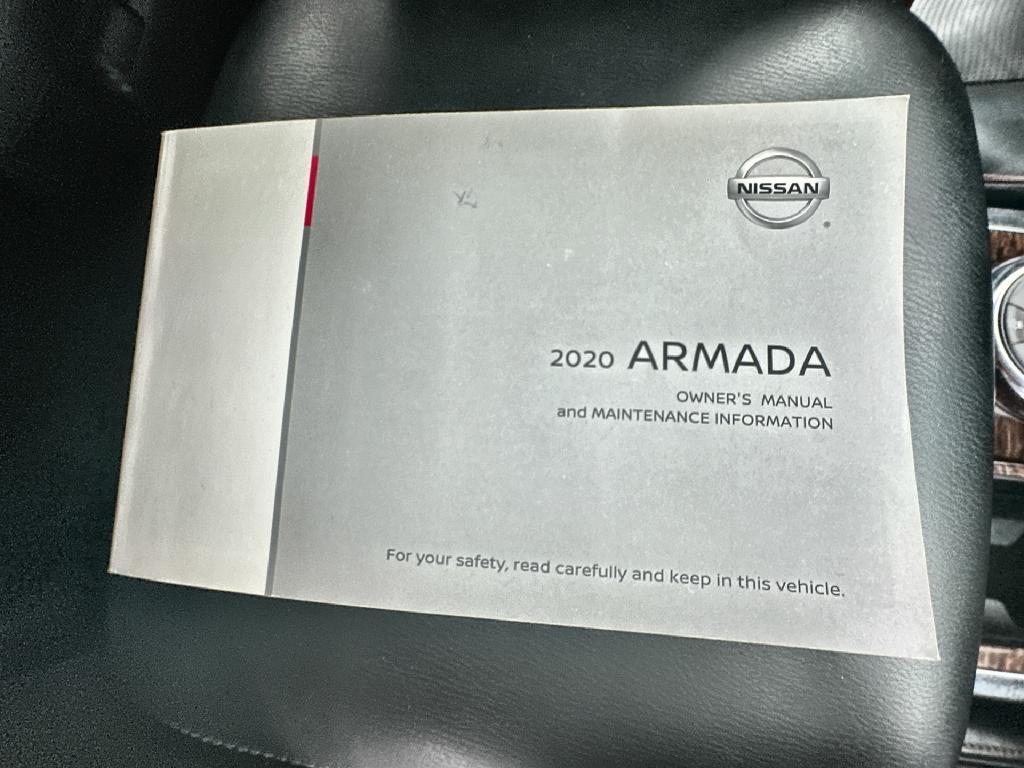 NISSAN
2020 ARMADA
OWNER'S MANUAL
and MAINTENANCE INFORMATION
For your safety, read carefully and keep in this vehicle.